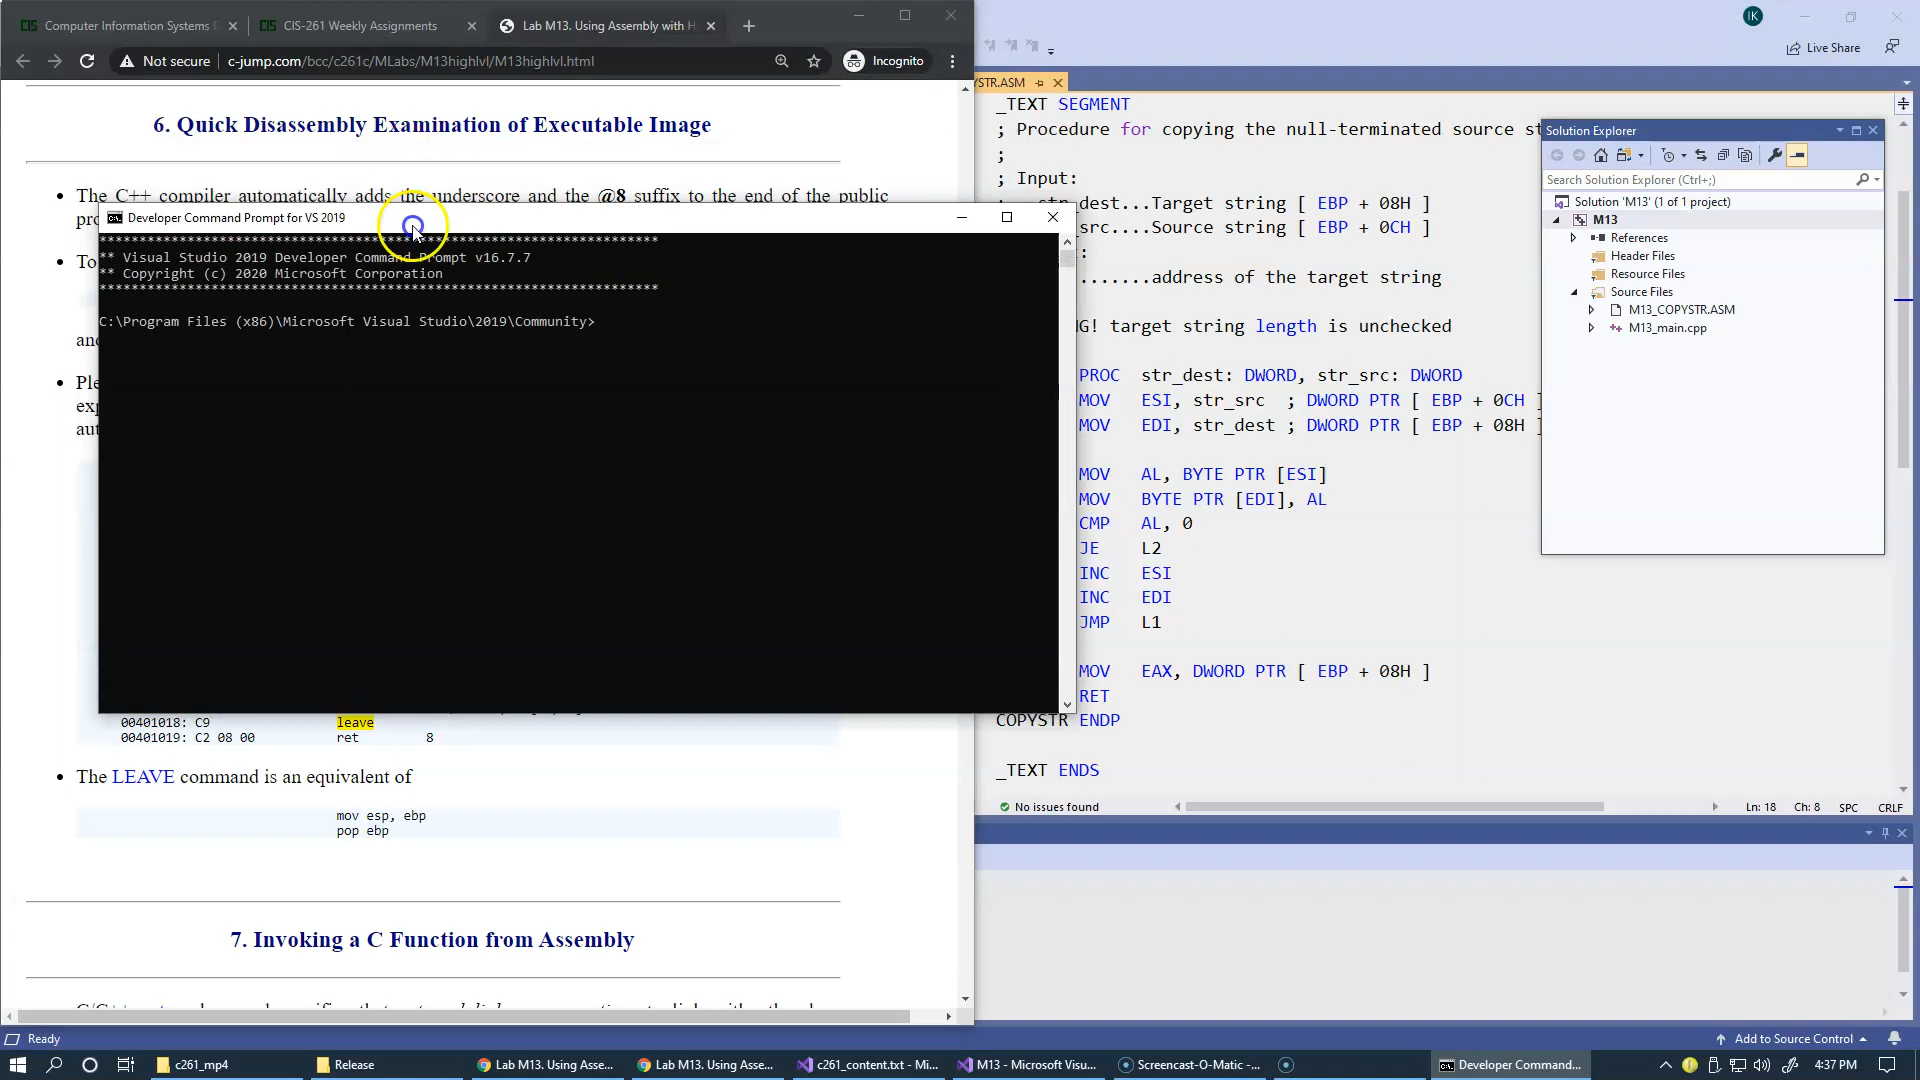 Computer Information Systems D
CIS-261 Weekly Assignments
Lab M13. Using Assembly with H
Not secure
c-jump.com/bcc/c261c/MLabs/M13highlvl/M13highlvl.html
Incognito
6. Quick Disassembly Examination of Executable Image
The C++ compiler automatically adds the underscore and the @8 suffix to the end of the public
pro
To
and
Ple
exp
aut
Developer Command Prompt for VS 2019
**********************************************************************
** Visual Studio 2019 Developer Command Prompt v16.7.7
** Copyright (c) 2020 Microsoft Corporation
**********************************************************************
C:\Program Files (x86)\Microsoft Visual Studio\2019\Community>
00401018: C9 leave
00401019: C2 08 00 ret 8
The LEAVE command is an equivalent of
mov esp, ebp
pop ebp
7. Invoking a C Function from Assembly
IK
Live Share
YSTR.ASM
_TEXT SEGMENT
; Procedure for copying the null-terminated source st
;
; Input:
str_dest...Target string [ EBP + 08H ]
src....Source string [ EBP + 0CH ]
:
.......address of the target string
NG! target string length is unchecked
PROC str_dest: DWORD, str_src: DWORD
MOV ESI, str_src ; DWORD PTR [ EBP + 0CH ]
MOV EDI, str_dest ; DWORD PTR [ EBP + 08H ]
MOV AL, BYTE PTR [ESI]
MOV BYTE PTR [EDI], AL
CMP AL, 0
JE L2
INC ESI
INC EDI
JMP L1
MOV EAX, DWORD PTR [ EBP + 08H ]
RET
COPYSTR ENDP
_TEXT ENDS
No issues found
Ln: 18
Ch: 8
SPC
CRLF
Solution Explorer
Search Solution Explorer (Ctrl+;)
Solution 'M13' (1 of 1 project)
M13
References
Header Files
Resource Files
Source Files
M13_COPYSTR.ASM
M13_main.cpp
Ready
Add to Source Control
c261_mp4
Release
Lab M13. Using Asse...
Lab M13. Using Asse...
c261_content.txt - Mi...
M13 - Microsoft Visu...
Screencast-O-Matic -...
Developer Command...
4:37 PM